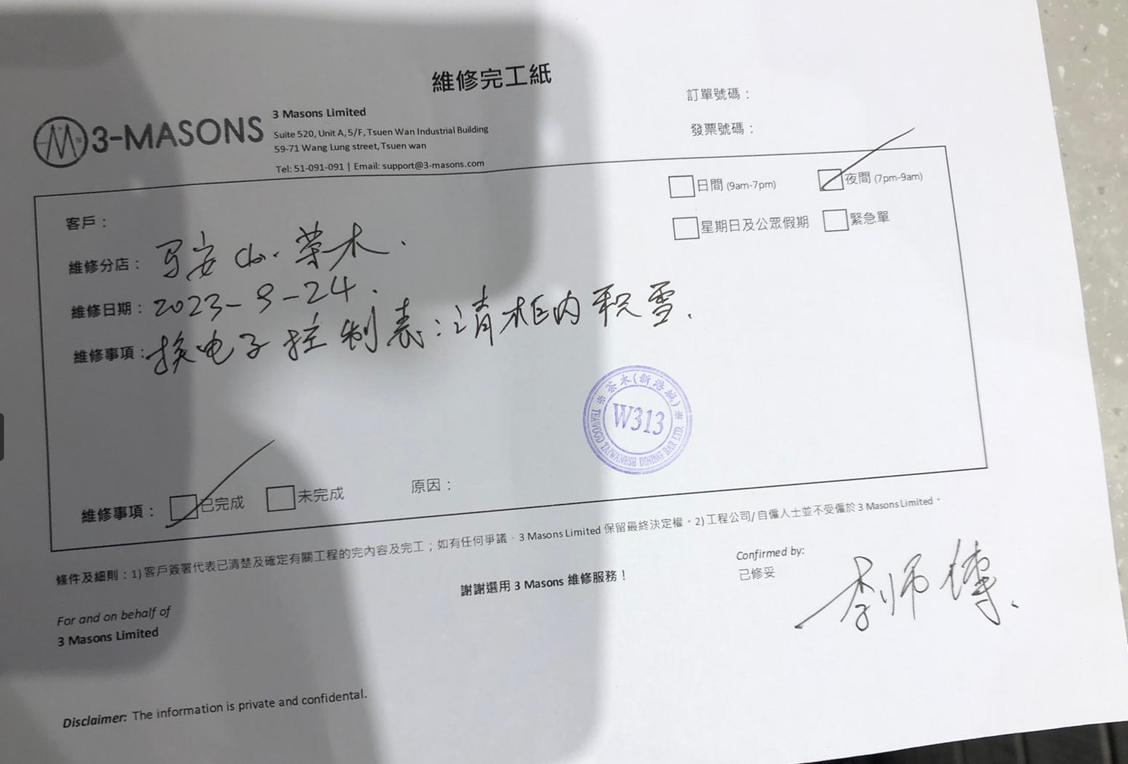 維修完工紙
3-MASONS
3 Masons Limited
Suite 520, Unit A, 5/F, Tsuen Wan Industrial Building
59-71 Wang Lung street, Tsuen wan
Tel: 51-091-091 | Email: support@3-masons.com
訂單號碼：
發票號碼：
日間 (9am-7pm) 夜間 (7pm-9am)
星期日及公眾假期 緊急單
客戶：
維修分店： 马安 茶木.
維修日期： 2023-9-24.
維修事項： 换电子控制表：清柜内积雪.
茶木(新港城)
W313
TEAWOOD TAIWANESE DINING BAR LTD.
維修事項： 已完成 未完成 原因：
條件及細則：1) 客戶簽署代表已清楚及確定有關工程的完內容及完工；如有任何爭議，3 Masons Limited 保留最終決定權。2) 工程公司/ 自僱人士並不受僱於 3 Masons Limited。
謝謝選用 3 Masons 維修服務！
For and on behalf of
3 Masons Limited
Confirmed by:
已修妥
李师傅.
Disclaimer: The information is private and confidental.